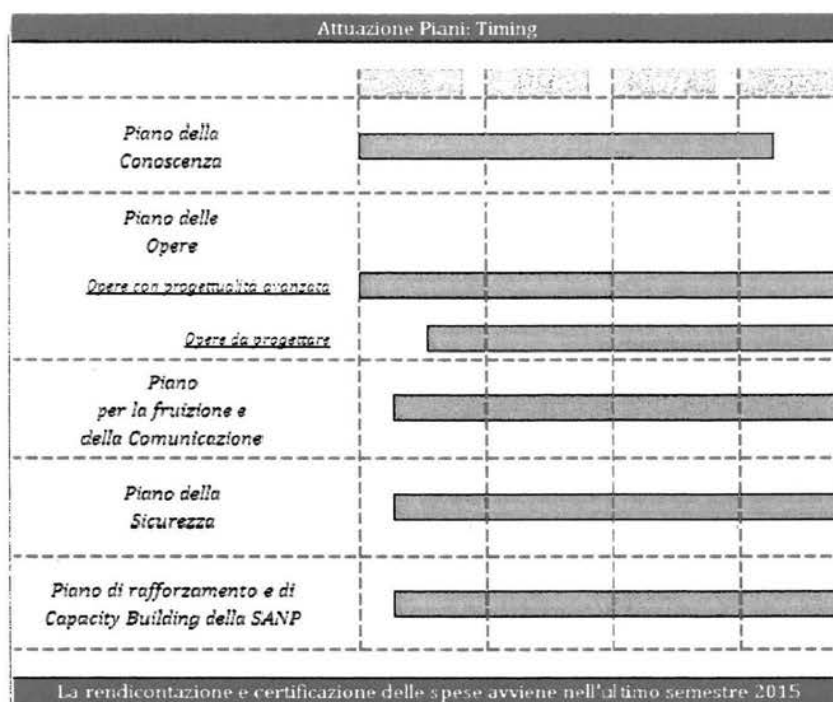 Attuazione Piani: Timing
Piano della
Conoscenza
Piano delle
Opere
Opere con progettualità avanzata
Opere da progettare
Piano
per la fruizione e
della Comunicazione
Piano della
Sicurezza
Piano di rafforzamento e di
Capacity Building della SANP
La rendicontazione e certificazione delle spese avviene nell'ultimo semestre 2015